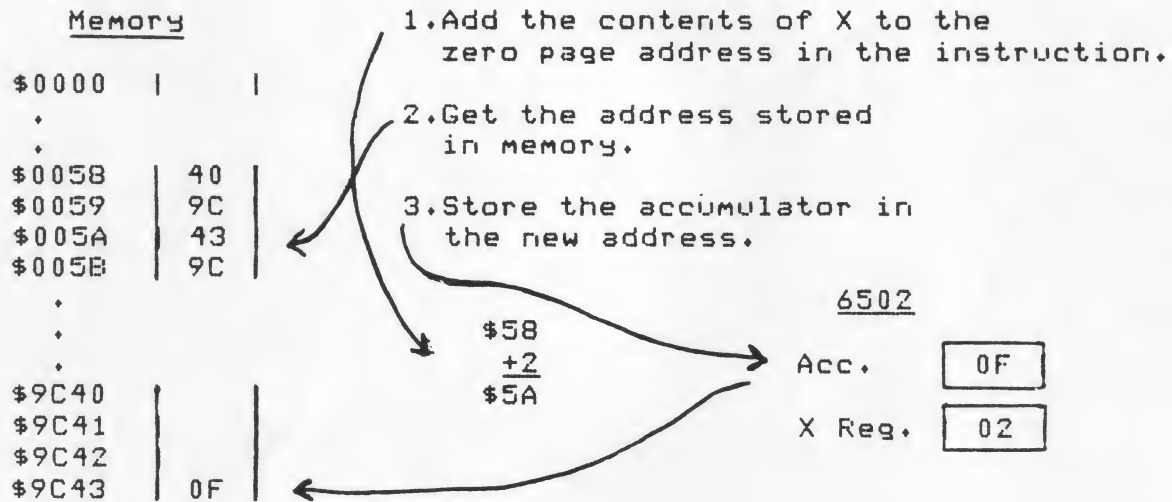 Memory
$0000
.
.
$0058 40
$0059 9C
$005A 43
$005B 9C
.
.
.
$9C40
$9C41
$9C42
$9C43 0F
1.Add the contents of X to the
zero page address in the instruction.
2.Get the address stored
in memory.
3.Store the accumulator in
the new address.
$58
+2
$5A
6502
Acc. 0F
X Reg. 02